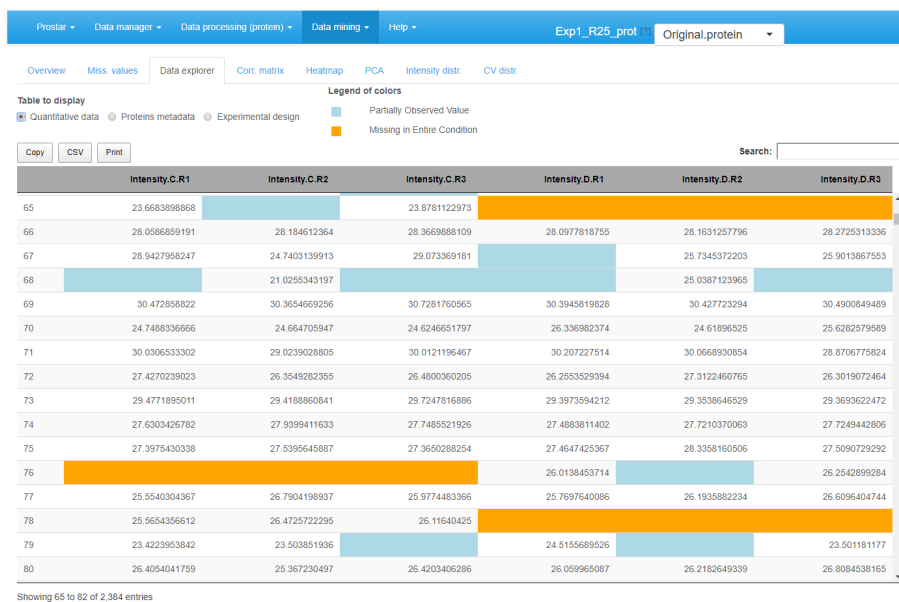 Prostar Data manager Data processing (protein) Data mining Help Exp1_R25_prot [?] Original.protein
Overview Miss. values Data explorer Corr. matrix Heatmap PCA Intensity distr. CV distr.
Legend of colors
Table to display
Partially Observed Value
Quantitative data Proteins metadata Experimental design
Missing in Entire Condition
Copy CSV Print Search:
Intensity.C.R1 Intensity.C.R2 Intensity.C.R3 Intensity.D.R1 Intensity.D.R2 Intensity.D.R3
65 23.6683898868 23.8781122973
66 28.0586859191 28.184612364 28.3669888109 28.0977818755 28.1631257796 28.2725313336
67 28.9427958247 24.7403139913 29.073369181 25.7345372203 25.9013867553
68 21.0255343197 25.0387123965
69 30.472858822 30.3654669256 30.7281760565 30.3945819828 30.427723294 30.4900849489
70 24.7488336666 24.664705947 24.6246651797 26.336982374 24.61896525 25.6282579589
71 30.0306533302 29.0239028805 30.0121196467 30.207227514 30.0668930854 28.8706775824
72 27.4270239023 26.3549282355 26.4800360205 26.2553529394 27.3122460765 26.3019072464
73 29.4771895011 29.4188860841 29.7247816886 29.3973594212 29.3538646529 29.3693622472
74 27.6303426782 27.9399411633 27.7485521926 27.4883811402 27.7210370063 27.7249442806
75 27.3975430338 27.5395645887 27.3650288254 27.4647425367 28.3358160506 27.5090729292
76 26.0138453714 26.2542899284
77 25.5540304367 26.7904198937 25.9774483366 25.7697640086 26.1935882234 26.6096404744
78 25.5654356612 26.4725722295 26.11640425
79 23.4223953842 23.503851936 24.5155689526 23.501181177
80 26.4054041759 25.367230497 26.4203406286 26.059965087 26.2182649339 26.8084538165
Showing 65 to 82 of 2,384 entries